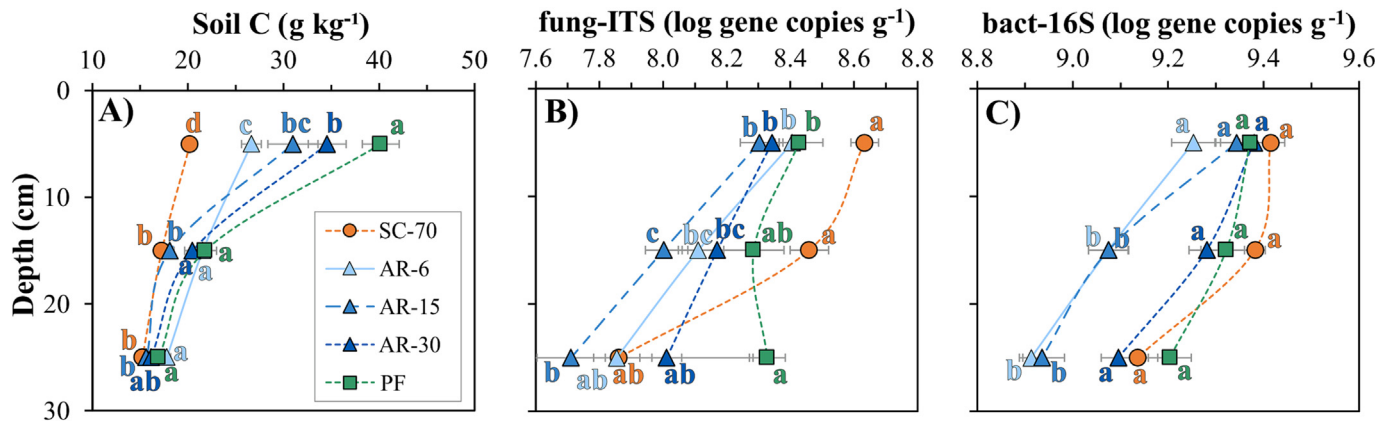 Soil C (g kg⁻¹)
10 20 30 40 50
0
10
20
30
Depth (cm)
A)
d c bc b a
b b a a a
b b ab a a
SC-70
AR-6
AR-15
AR-30
PF
fung-ITS (log gene copies g⁻¹)
7.6 7.8 8.0 8.2 8.4 8.6 8.8
B)
b b b b a
c bc bc ab a
b ab ab ab a
bact-16S (log gene copies g⁻¹)
8.8 9.0 9.2 9.4 9.6
C)
a a a a a
b b a a a
b b a a a